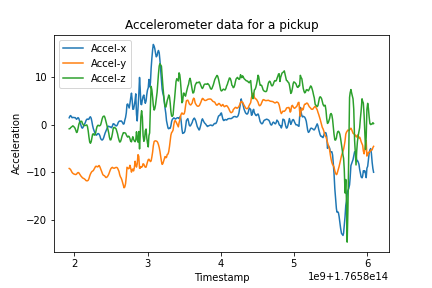 Accelerometer data for a pickup
Accel-x
Accel-y
Accel-z
Acceleration
10
0
−10
−20
2
3
4
5
6
Timestamp
1e9+1.7658e14